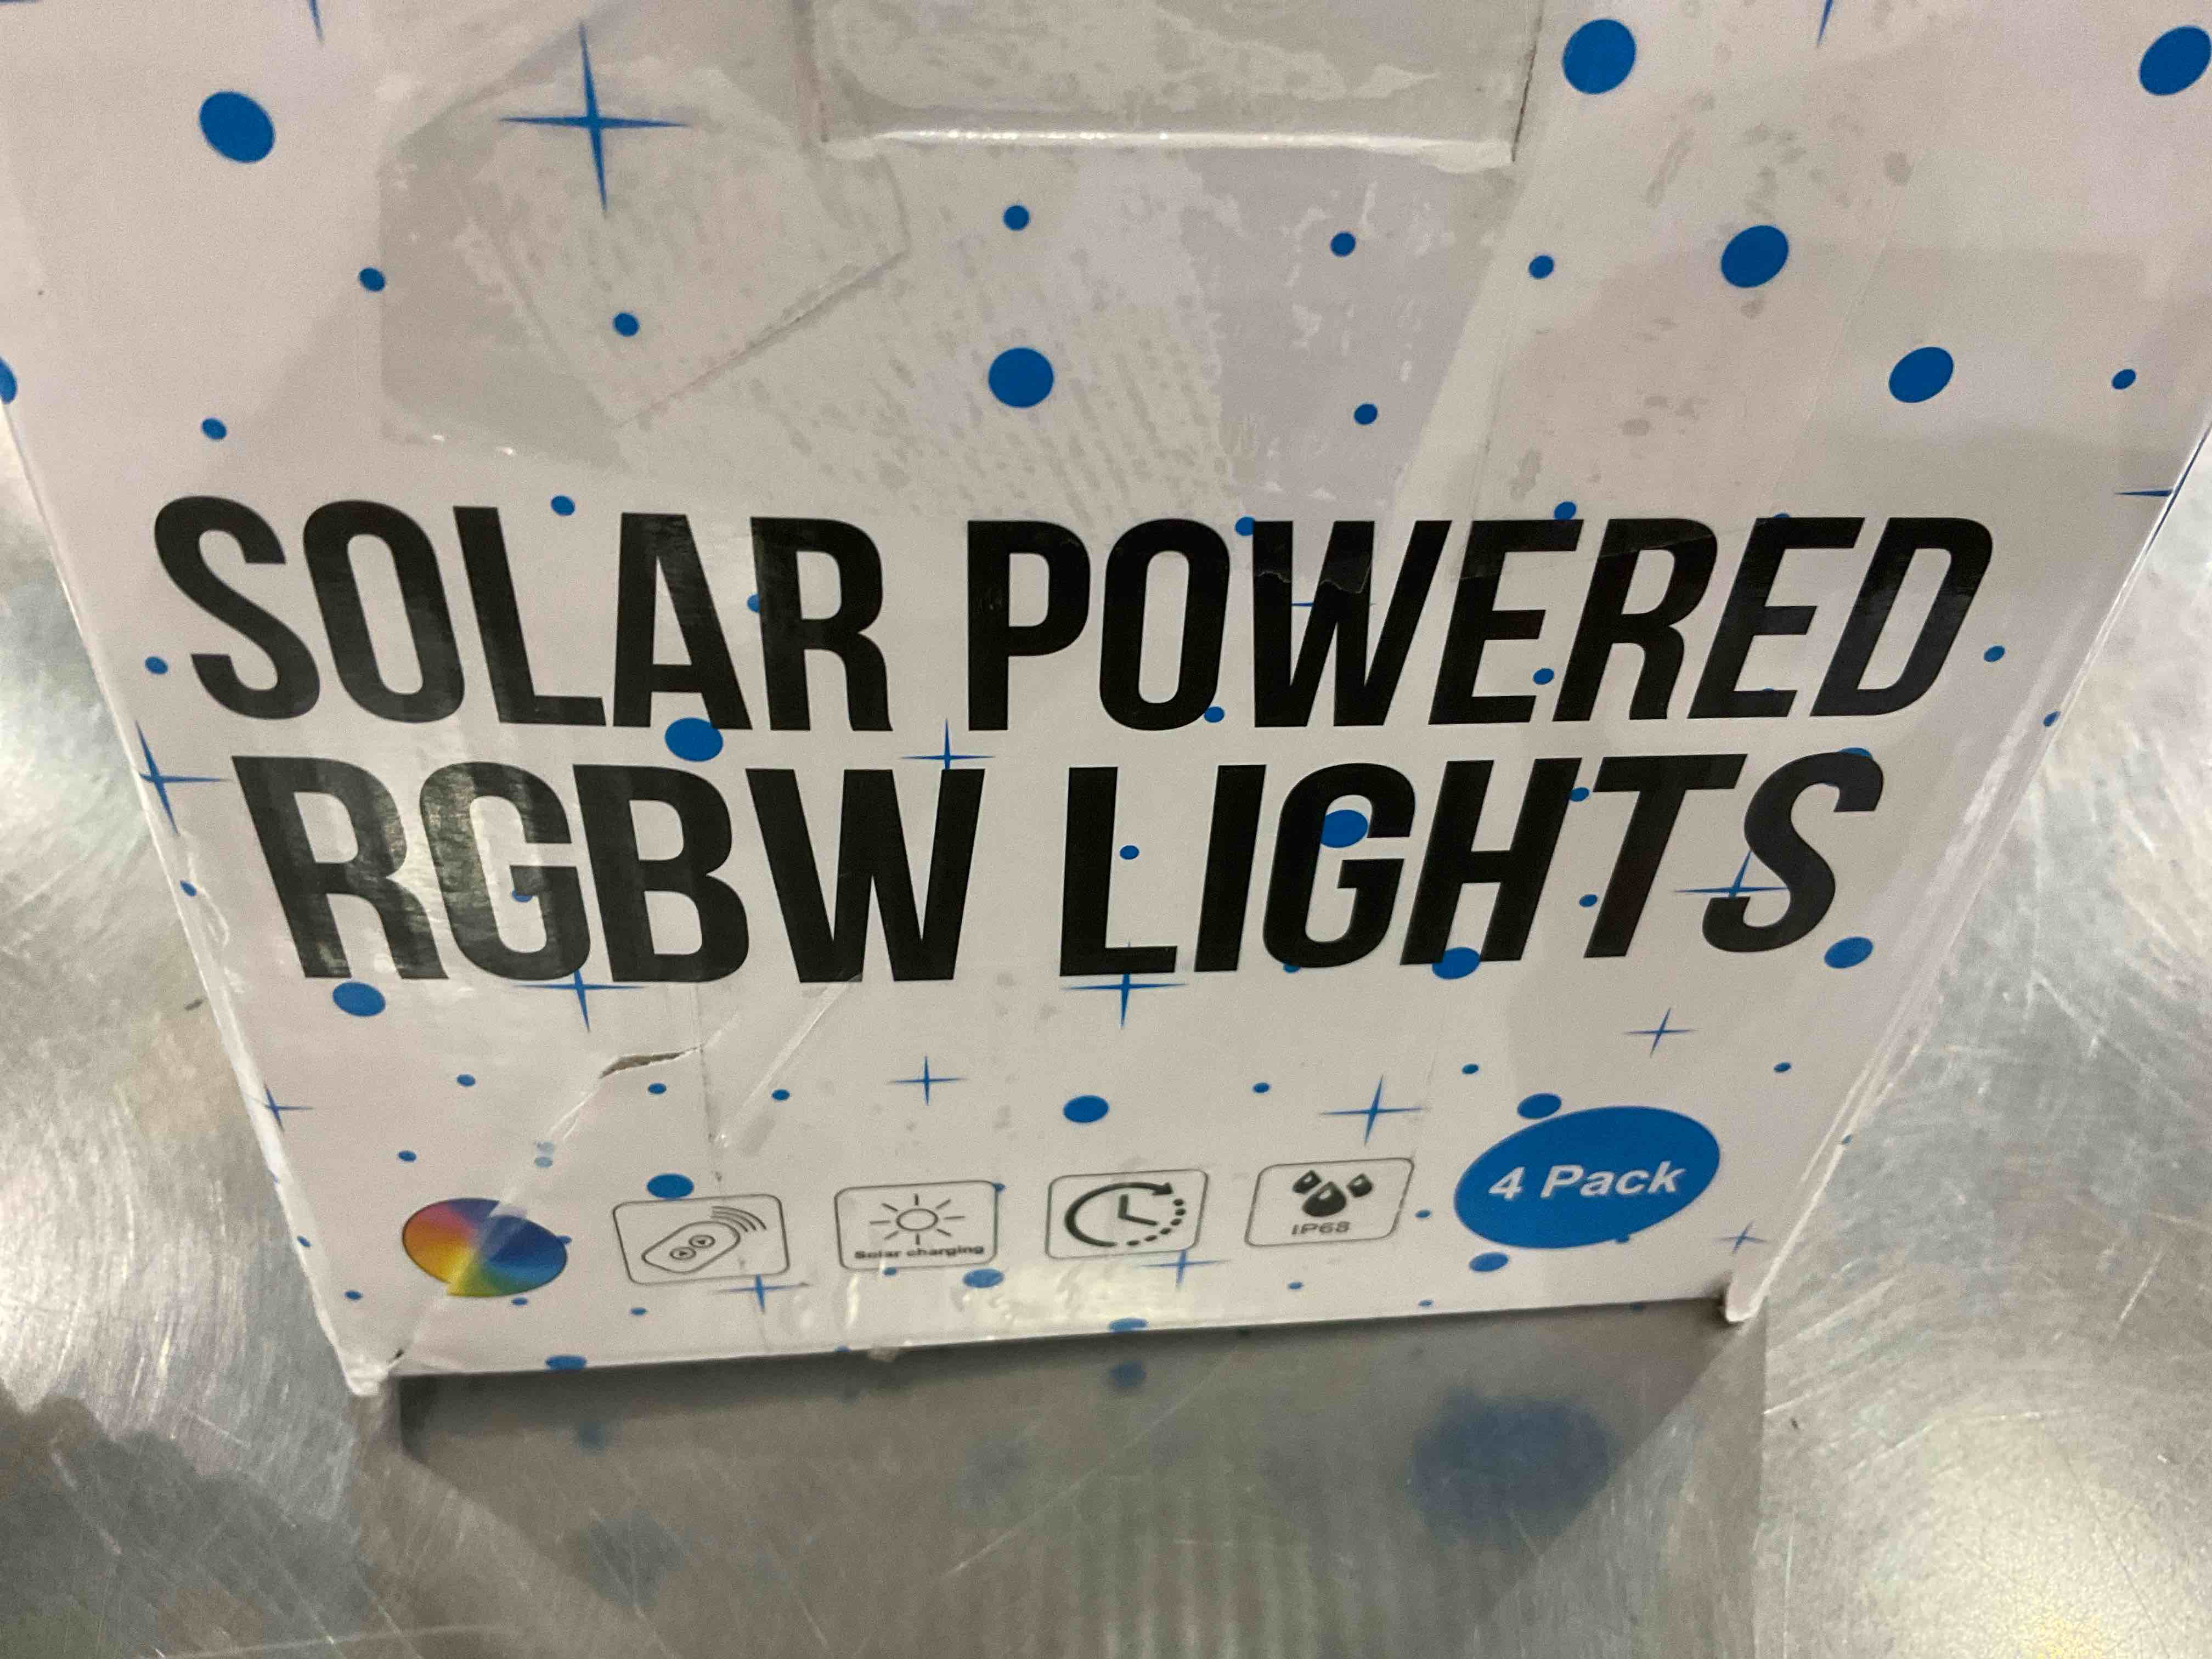 SOLAR POWERED
RGBW LIGHTS
Solar charging
IP68
4 Pack